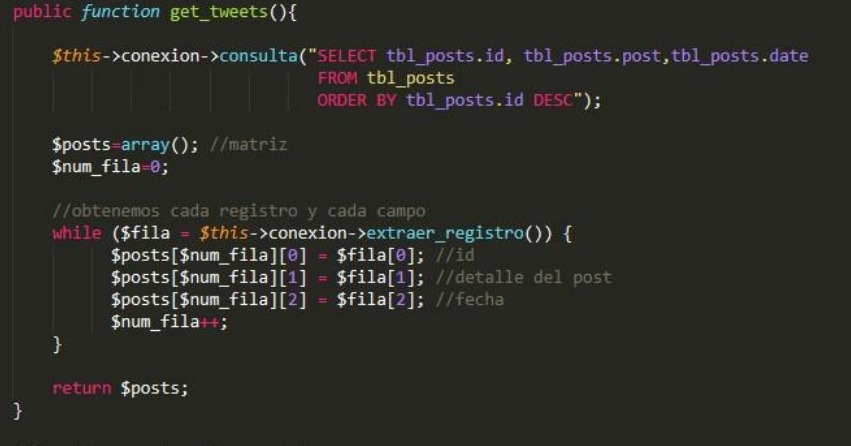 public function get_tweets(){
$this->conexion->consulta("SELECT tbl_posts.id, tbl_posts.post,tbl_posts.date
FROM tbl_posts
ORDER BY tbl_posts.id DESC");
$posts=array(); //matriz
$num_fila=0;
//obtenemos cada registro y cada campo
while ($fila = $this->conexion->extraer_registro()) {
$posts[$num_fila][0] = $fila[0]; //id
$posts[$num_fila][1] = $fila[1]; //detalle del post
$posts[$num_fila][2] = $fila[2]; //fecha
$num_fila++;
}
return $posts;
}